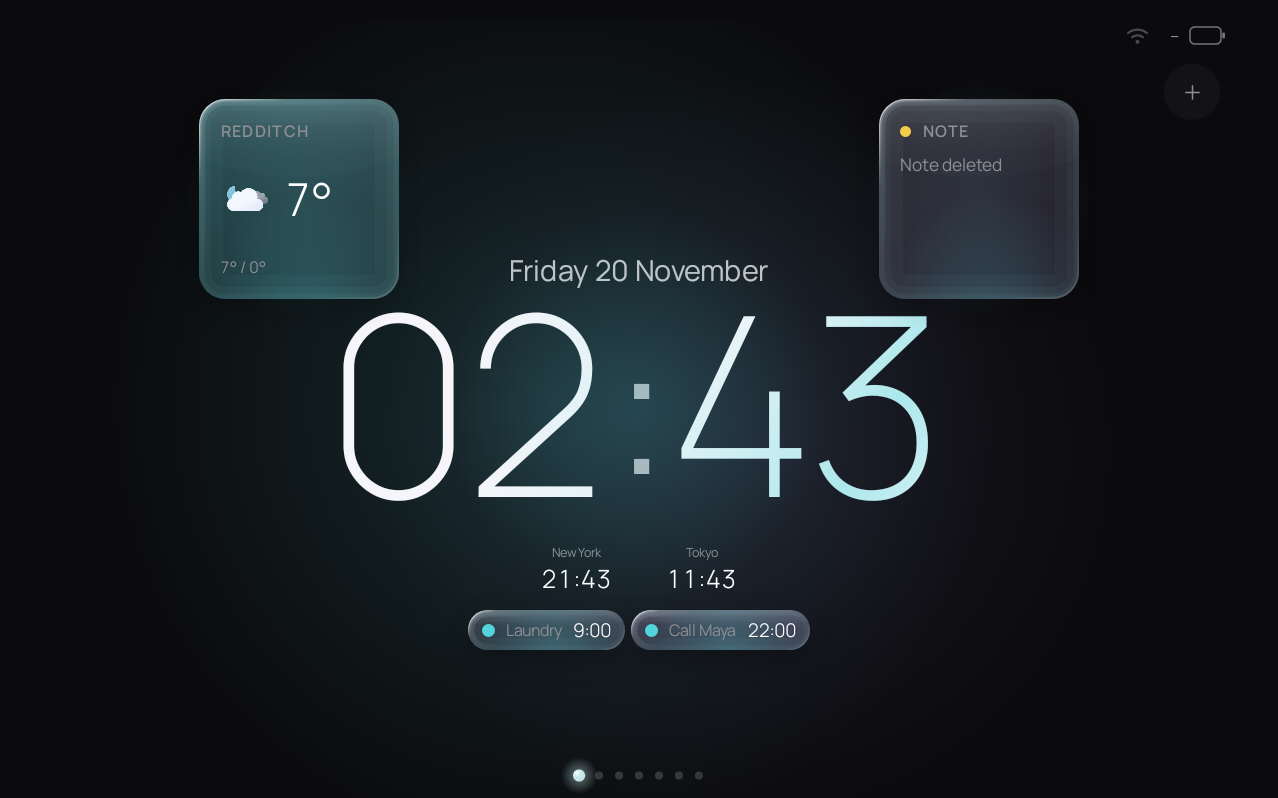 –
REDDITCH
7°
7° / 0°
NOTE
Note deleted
Friday 20 November
02:43
New York
21:43
Tokyo
11:43
Laundry 9:00
Call Maya 22:00